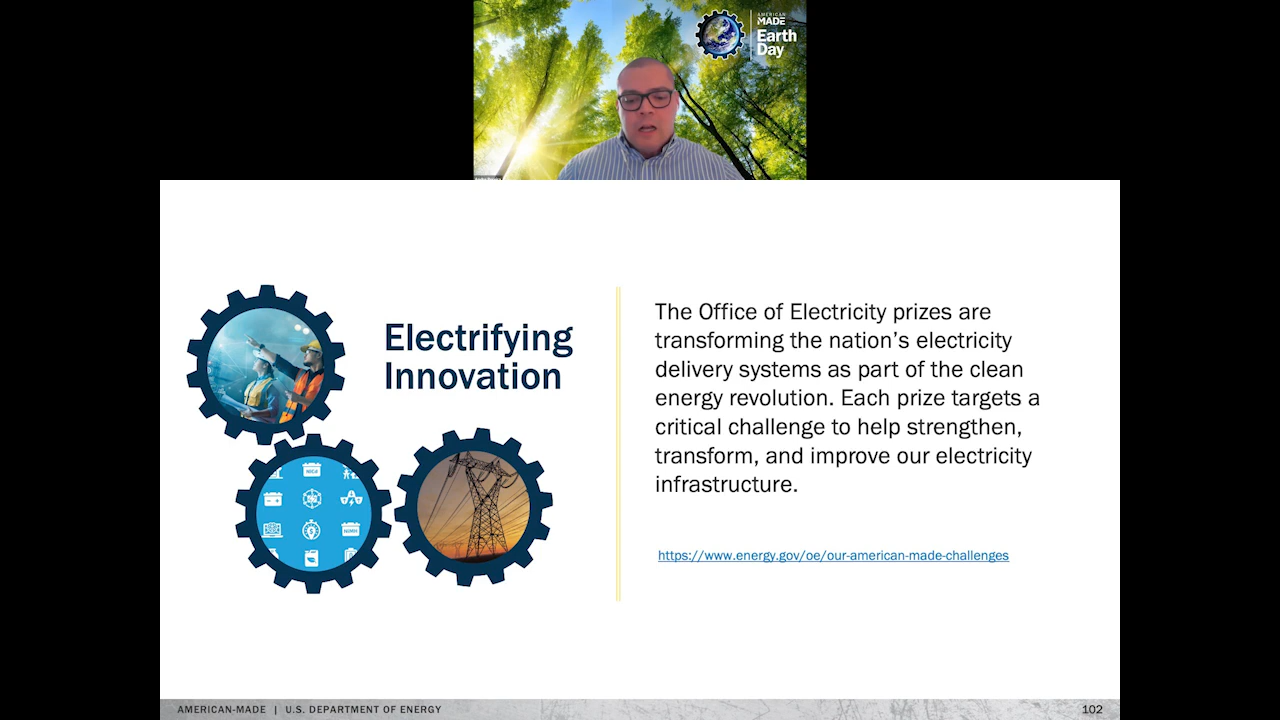 AMERICAN
MADE
Earth
Day
Electrifying
Innovation
The Office of Electricity prizes are
transforming the nation’s electricity
delivery systems as part of the clean
energy revolution. Each prize targets a
critical challenge to help strengthen,
transform, and improve our electricity
infrastructure.
https://www.energy.gov/oe/our-american-made-challenges
AMERICAN-MADE | U.S. DEPARTMENT OF ENERGY
102